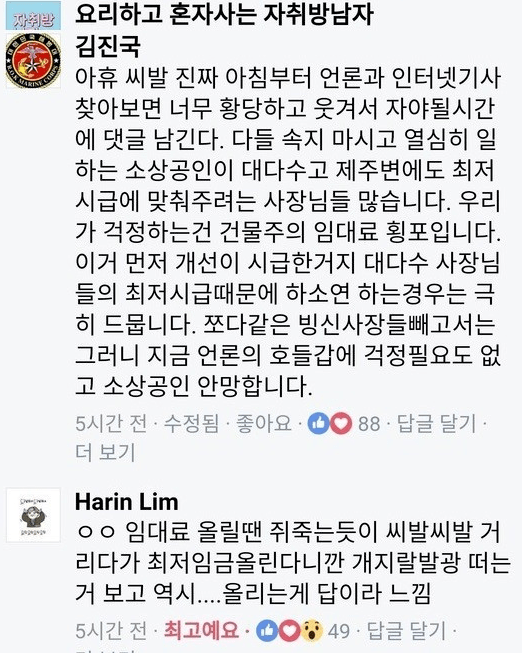 자취방
요리하고 혼자사는 자취방남자
김진국
아휴 씨발 진짜 아침부터 언론과 인터넷기사
찾아보면 너무 황당하고 웃겨서 자야될시간
에 댓글 남긴다. 다들 속지 마시고 열심히 일
하는 소상공인이 대다수고 제주변에도 최저
시급에 맞춰주려는 사장님들 많습니다. 우리
가 걱정하는건 건물주의 임대료 횡포입니다.
이거 먼저 개선이 시급한거지 대다수 사장님
들의 최저시급때문에 하소연 하는경우는 극
히 드뭅니다. 쪼다같은 빙신사장들빼고서는
그러니 지금 언론의 호들갑에 걱정필요도 없
고 소상공인 안망합니다.
5시간 전 · 수정됨 · 좋아요 · 88 · 답글 달기 ·
더 보기
Harin Lim
ㅇㅇ 임대료 올릴땐 쥐죽는듯이 씨발씨발 거
리다가 최저임금올린다니깐 개지랄발광 떠는
거 보고 역시....올리는게 답이라 느낌
5시간 전 · 최고예요 · 49 · 답글 달기 ·